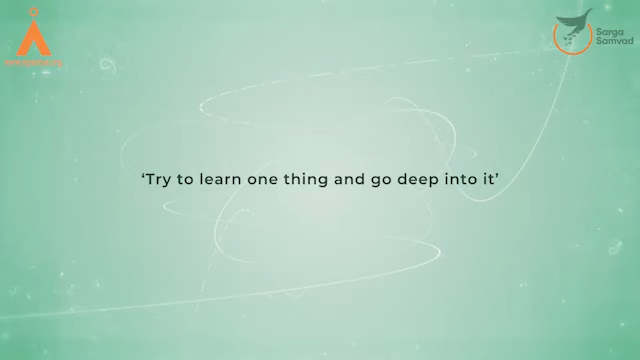 Sarga
Samvad
‘Try to learn one thing and go deep into it’